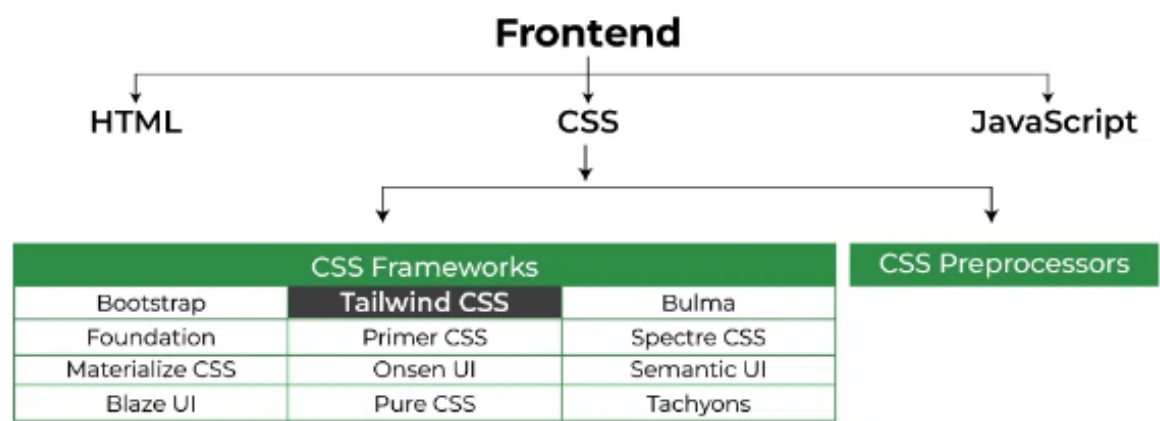 Frontend
HTML CSS JavaScript
CSS Frameworks CSS Preprocessors
Bootstrap Tailwind CSS Bulma
Foundation Primer CSS Spectre CSS
Materialize CSS Onsen UI Semantic UI
Blaze UI Pure CSS Tachyons